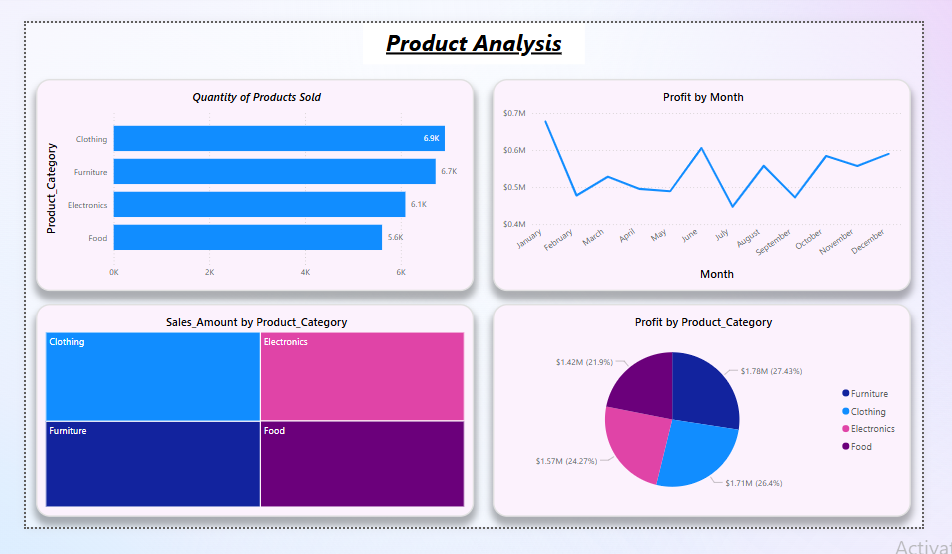 Product Analysis
Quantity of Products Sold
Product_Category
Clothing 6.9K
Furniture 6.7K
Electronics 6.1K
Food 5.6K
0K 2K 4K 6K
Profit by Month
$0.7M
$0.6M
$0.5M
$0.4M
January February March April May June July August September October November December
Month
Sales_Amount by Product_Category
Clothing Electronics
Furniture Food
Profit by Product_Category
$1.42M (21.9%)
$1.78M (27.43%)
$1.57M (24.27%)
$1.71M (26.4%)
Furniture
Clothing
Electronics
Food
Activa